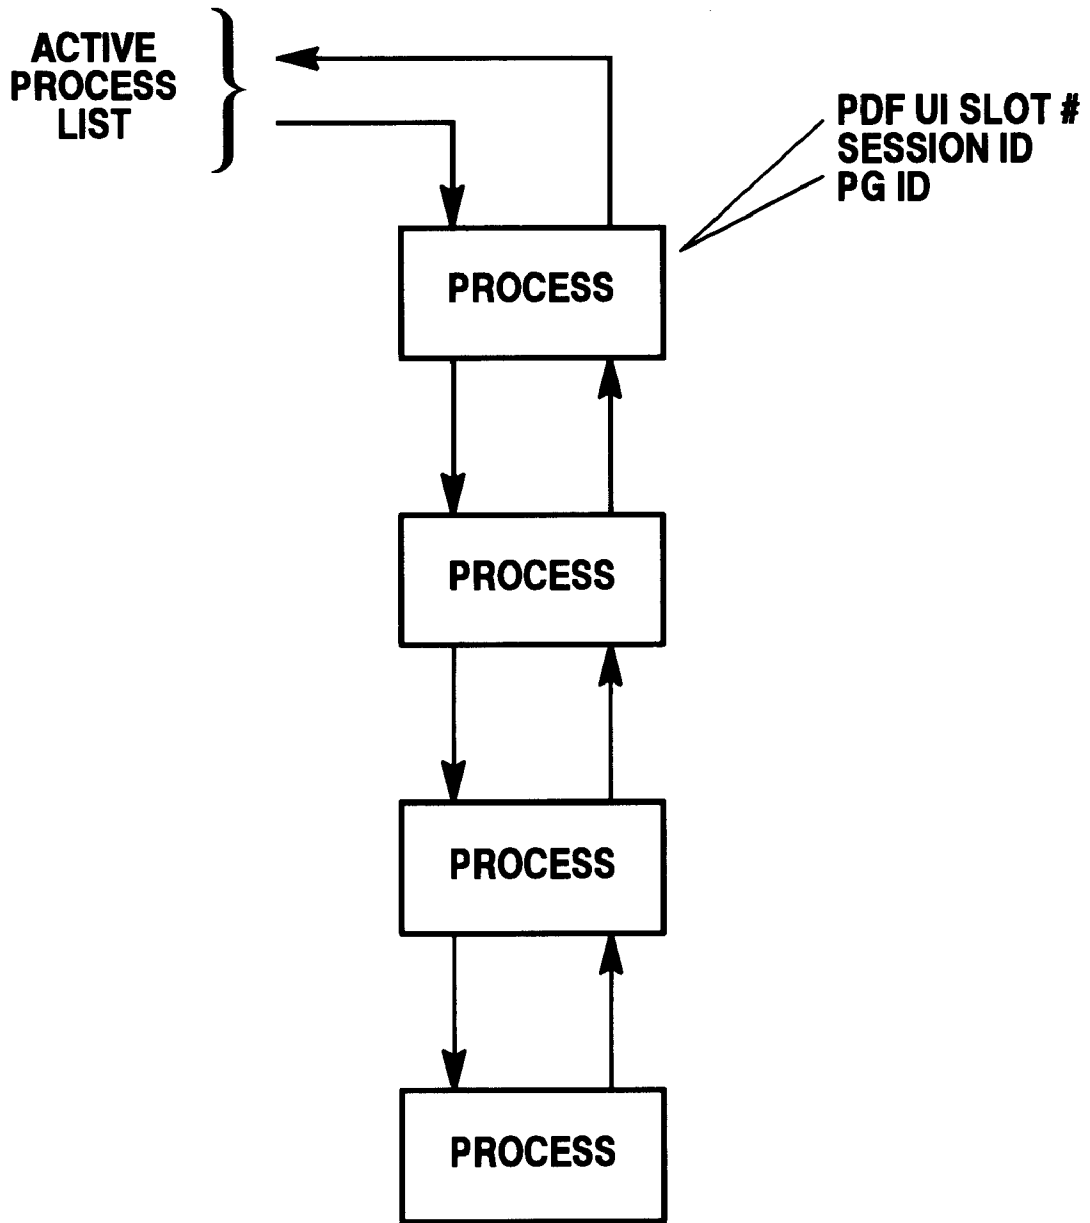 ACTIVE
PROCESS
LIST
PDF UI SLOT #
SESSION ID
PG ID
PROCESS
PROCESS
PROCESS
PROCESS